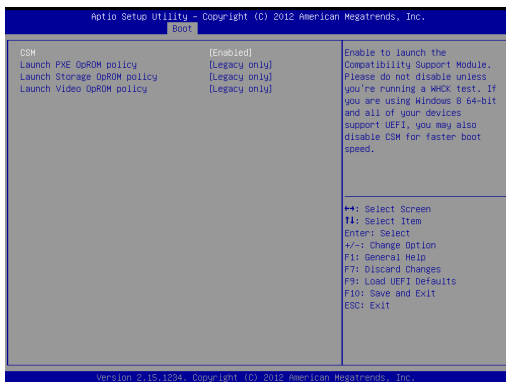 Aptio Setup Utility – Copyright (C) 2012 American Megatrends, Inc.
Boot
CSM [Enabled]
Launch PXE OpROM policy [Legacy only]
Launch Storage OpROM policy [Legacy only]
Launch Video OpROM policy [Legacy only]
Enable to launch the
Compatibility Support Module.
Please do not disable unless
you're running a WHCK test. If
you are using Windows 8 64-bit
and all of your devices
support UEFI, you may also
disable CSM for faster boot
speed.
↔: Select Screen
↑↓: Select Item
Enter: Select
+/-: Change Option
F1: General Help
F7: Discard Changes
F9: Load UEFI Defaults
F10: Save and Exit
ESC: Exit
Version 2.15.1234. Copyright (C) 2012 American Megatrends, Inc.